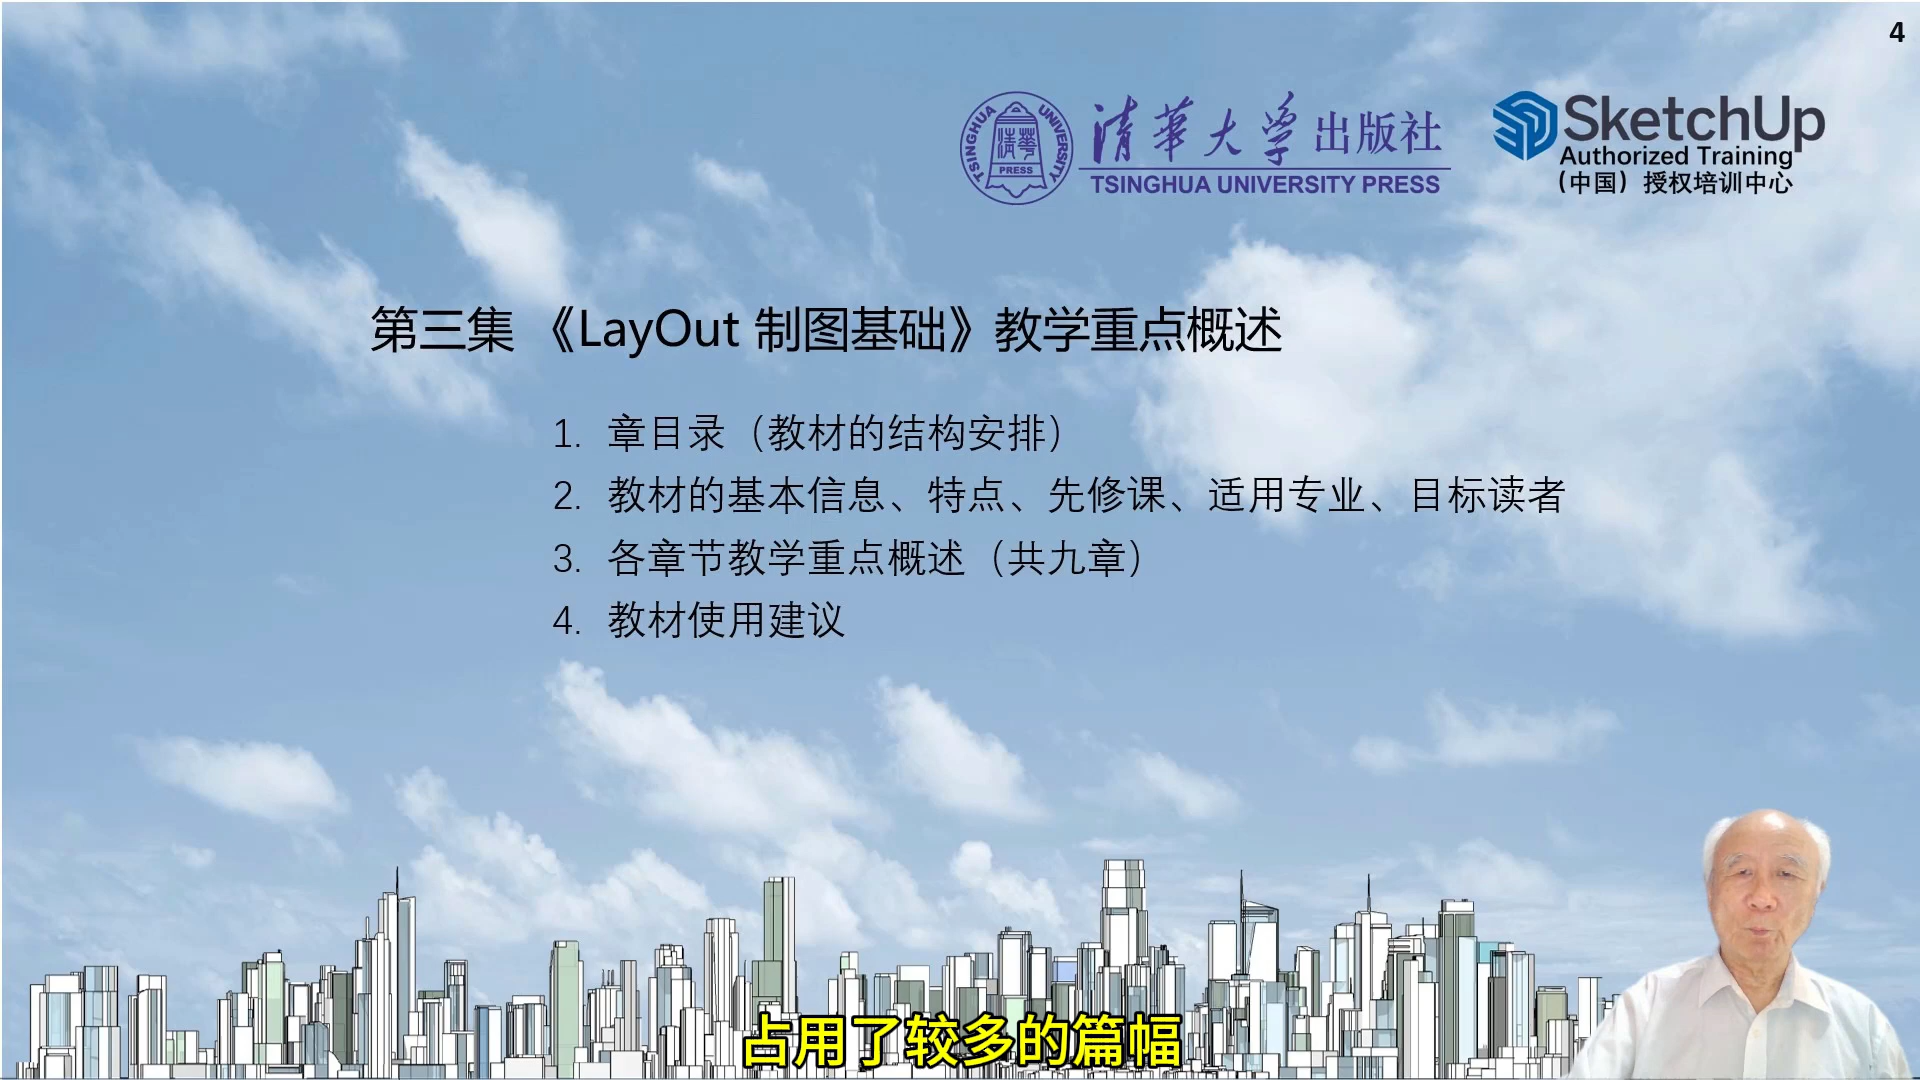 4
TSINGHUA UNIVERSITY
清華
PRESS
清華大学出版社
TSINGHUA UNIVERSITY PRESS
SketchUp
Authorized Training
（中国）授权培训中心
第三集 《LayOut 制图基础》教学重点概述
1. 章目录（教材的结构安排）
2. 教材的基本信息、特点、先修课、适用专业、目标读者
3. 各章节教学重点概述（共九章）
4. 教材使用建议
占用了较多的篇幅